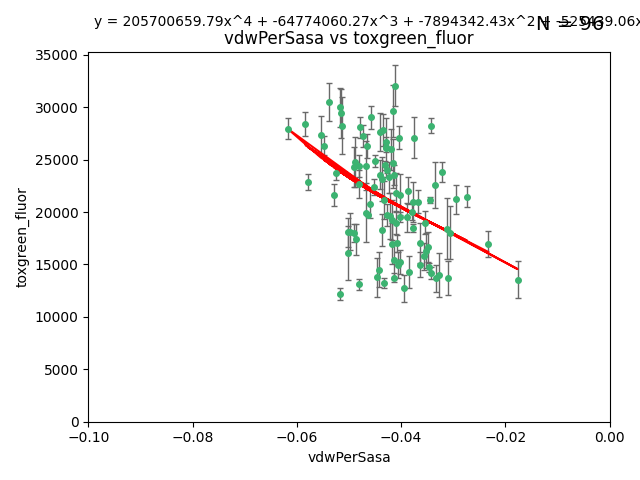 y = 205700659.79x^4 + -64774060.27x^3 + -7894342.43x^2 +
N = 96
vdwPerSasa vs toxgreen_fluor
35000
30000
25000
20000
15000
10000
5000
0
toxgreen_fluor
−0.10 −0.08 −0.06 −0.04 −0.02 0.00
vdwPerSasa